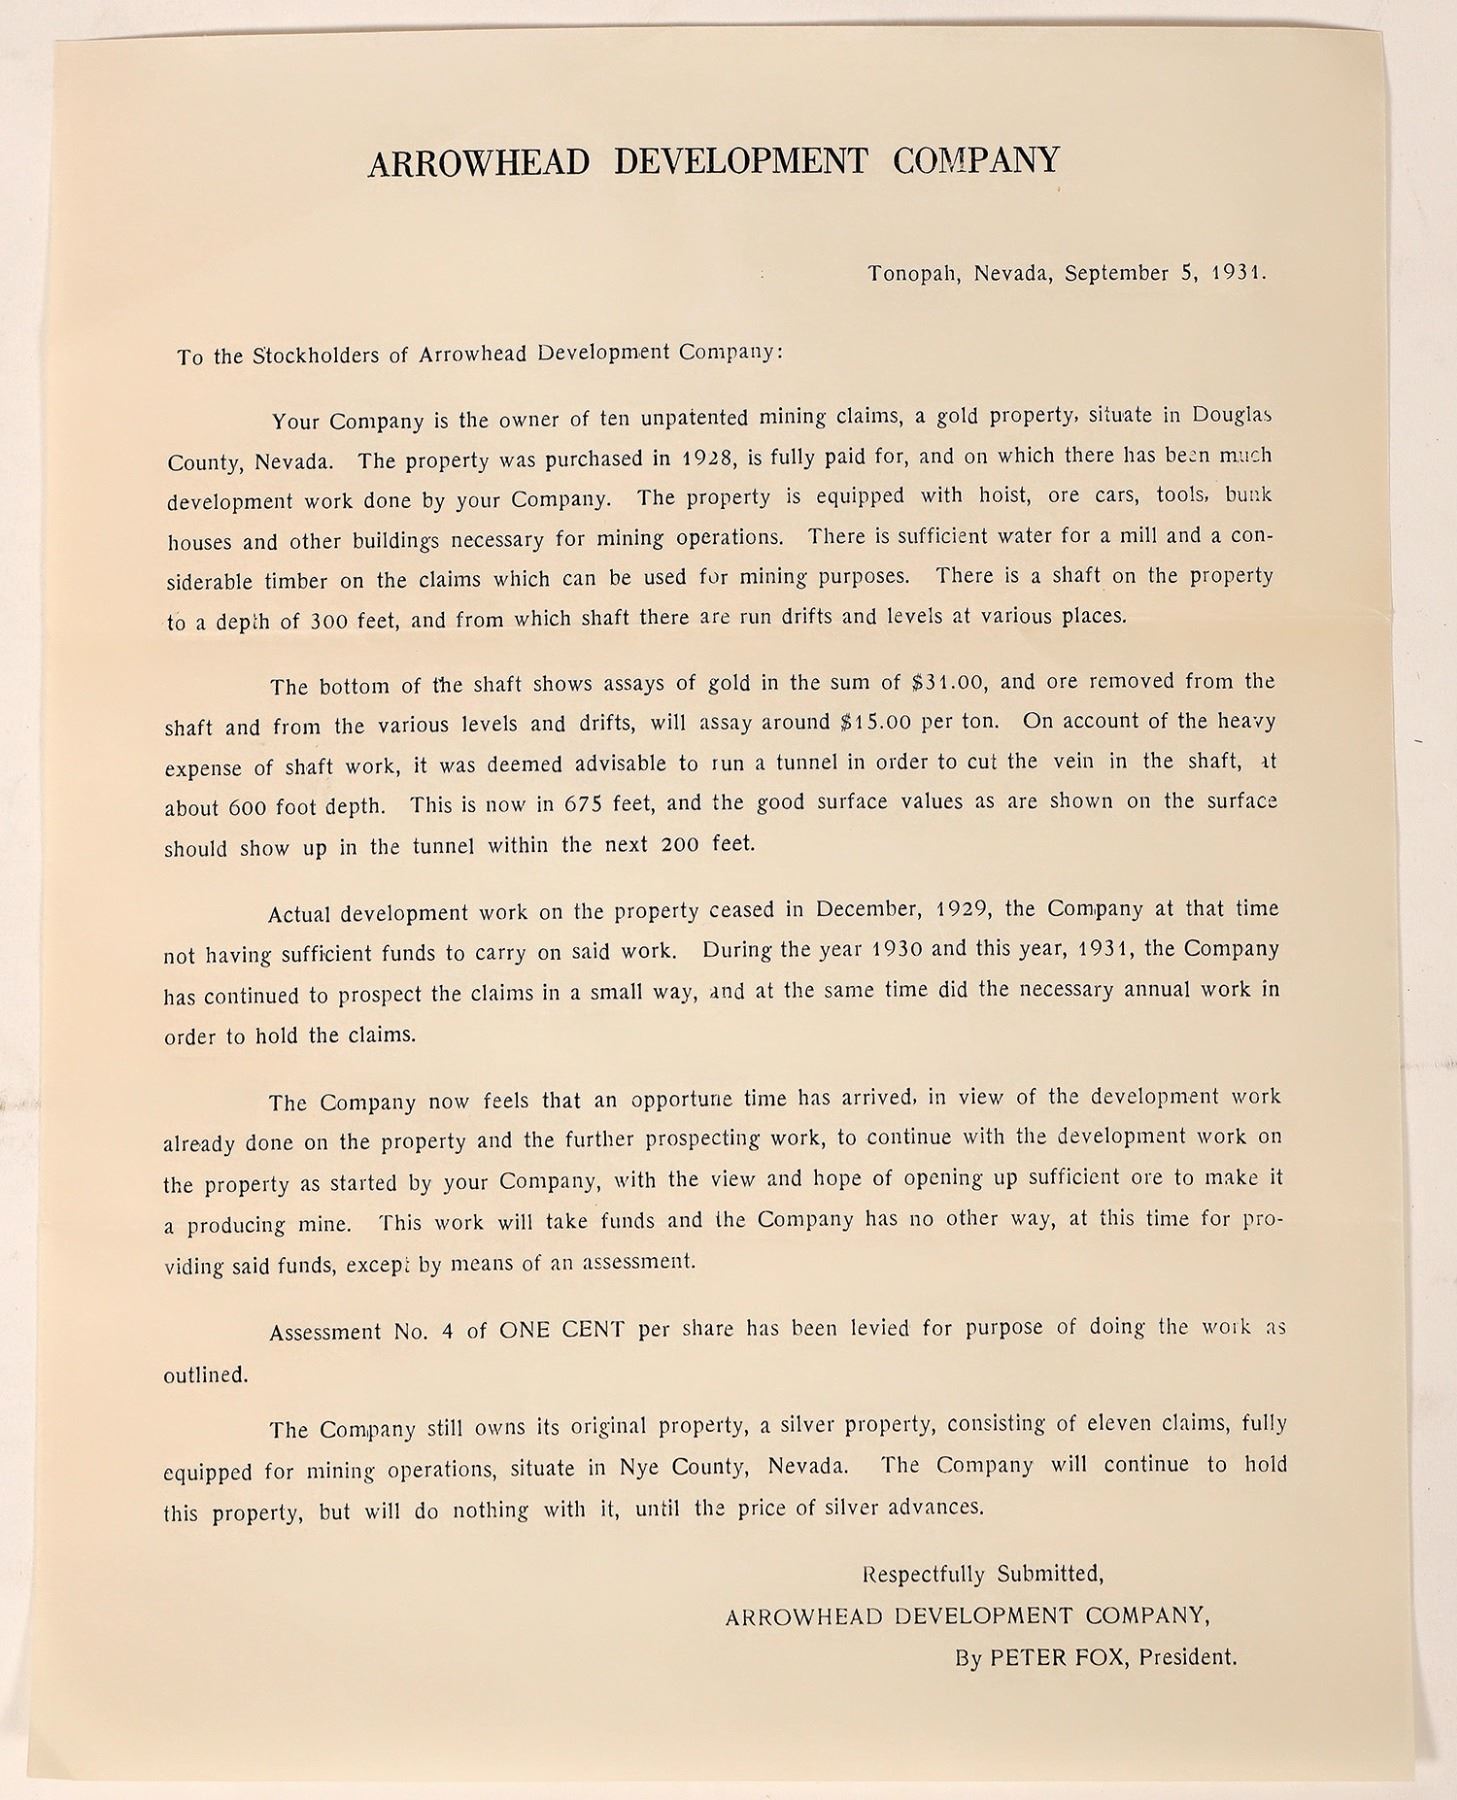 ARROWHEAD DEVELOPMENT COMPANY
Tonopah, Nevada, September 5, 1931.
To the Stockholders of Arrowhead Development Company:
Your Company is the owner of ten unpatented mining claims, a gold property, situate in Douglas
County, Nevada. The property was purchased in 1928, is fully paid for, and on which there has been much
development work done by your Company. The property is equipped with hoist, ore cars, tools, bunk
houses and other buildings necessary for mining operations. There is sufficient water for a mill and a con-
siderable timber on the claims which can be used for mining purposes. There is a shaft on the property
to a depth of 300 feet, and from which shaft there are run drifts and levels at various places.
The bottom of the shaft shows assays of gold in the sum of $31.00, and ore removed from the
shaft and from the various levels and drifts, will assay around $15.00 per ton. On account of the heavy
expense of shaft work, it was deemed advisable to run a tunnel in order to cut the vein in the shaft, at
about 600 foot depth. This is now in 675 feet, and the good surface values as are shown on the surface
should show up in the tunnel within the next 200 feet.
Actual development work on the property ceased in December, 1929, the Company at that time
not having sufficient funds to carry on said work. During the year 1930 and this year, 1931, the Company
has continued to prospect the claims in a small way, and at the same time did the necessary annual work in
order to hold the claims.
The Company now feels that an opportune time has arrived, in view of the development work
already done on the property and the further prospecting work, to continue with the development work on
the property as started by your Company, with the view and hope of opening up sufficient ore to make it
a producing mine. This work will take funds and the Company has no other way, at this time for pro-
viding said funds, except by means of an assessment.
Assessment No. 4 of ONE CENT per share has been levied for purpose of doing the work as
outlined.
The Company still owns its original property, a silver property, consisting of eleven claims, fully
equipped for mining operations, situate in Nye County, Nevada. The Company will continue to hold
this property, but will do nothing with it, until the price of silver advances.
Respectfully Submitted,
ARROWHEAD DEVELOPMENT COMPANY,
By PETER FOX, President.